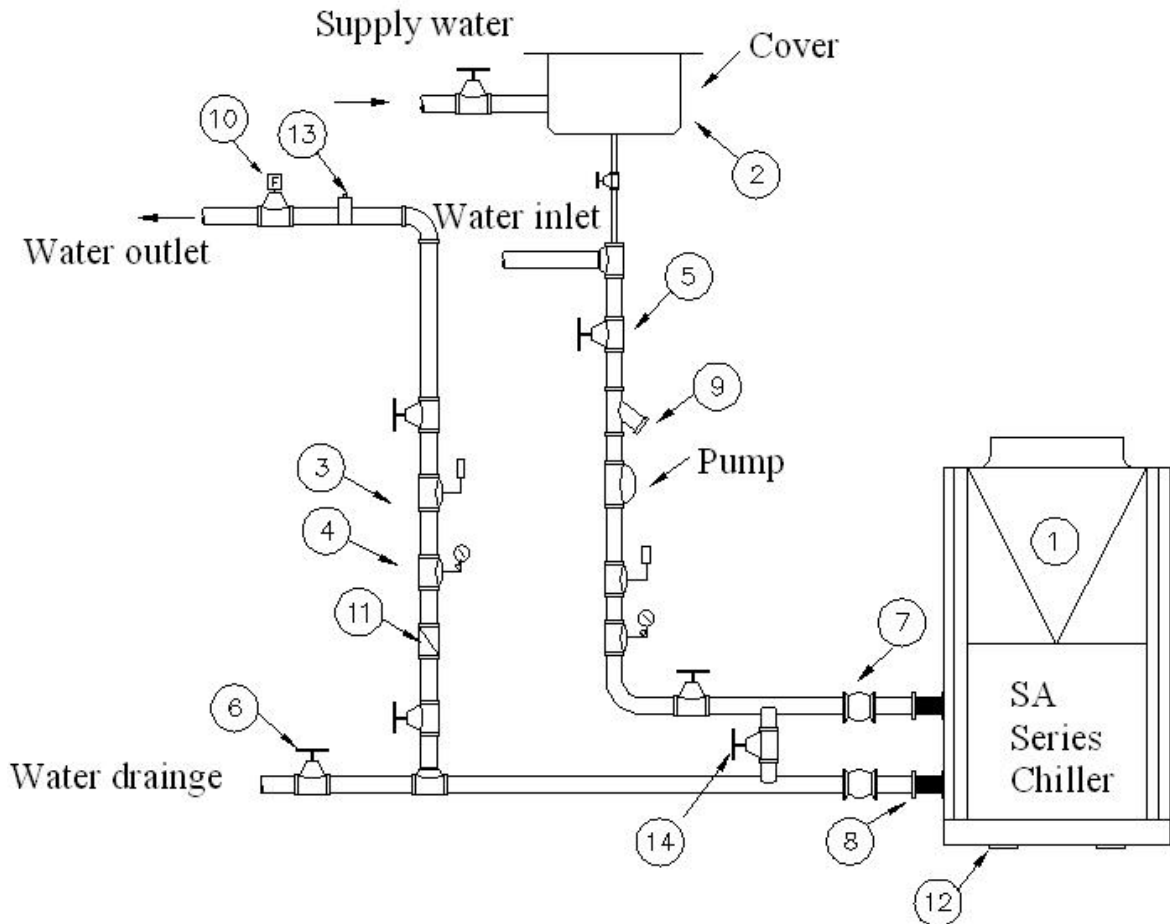 Supply water
Cover
10
13
2
Water inlet
Water outlet
F
5
9
3
Pump
4
1
11
7
6
SA
Series
Chiller
Water drainge
14
8
12